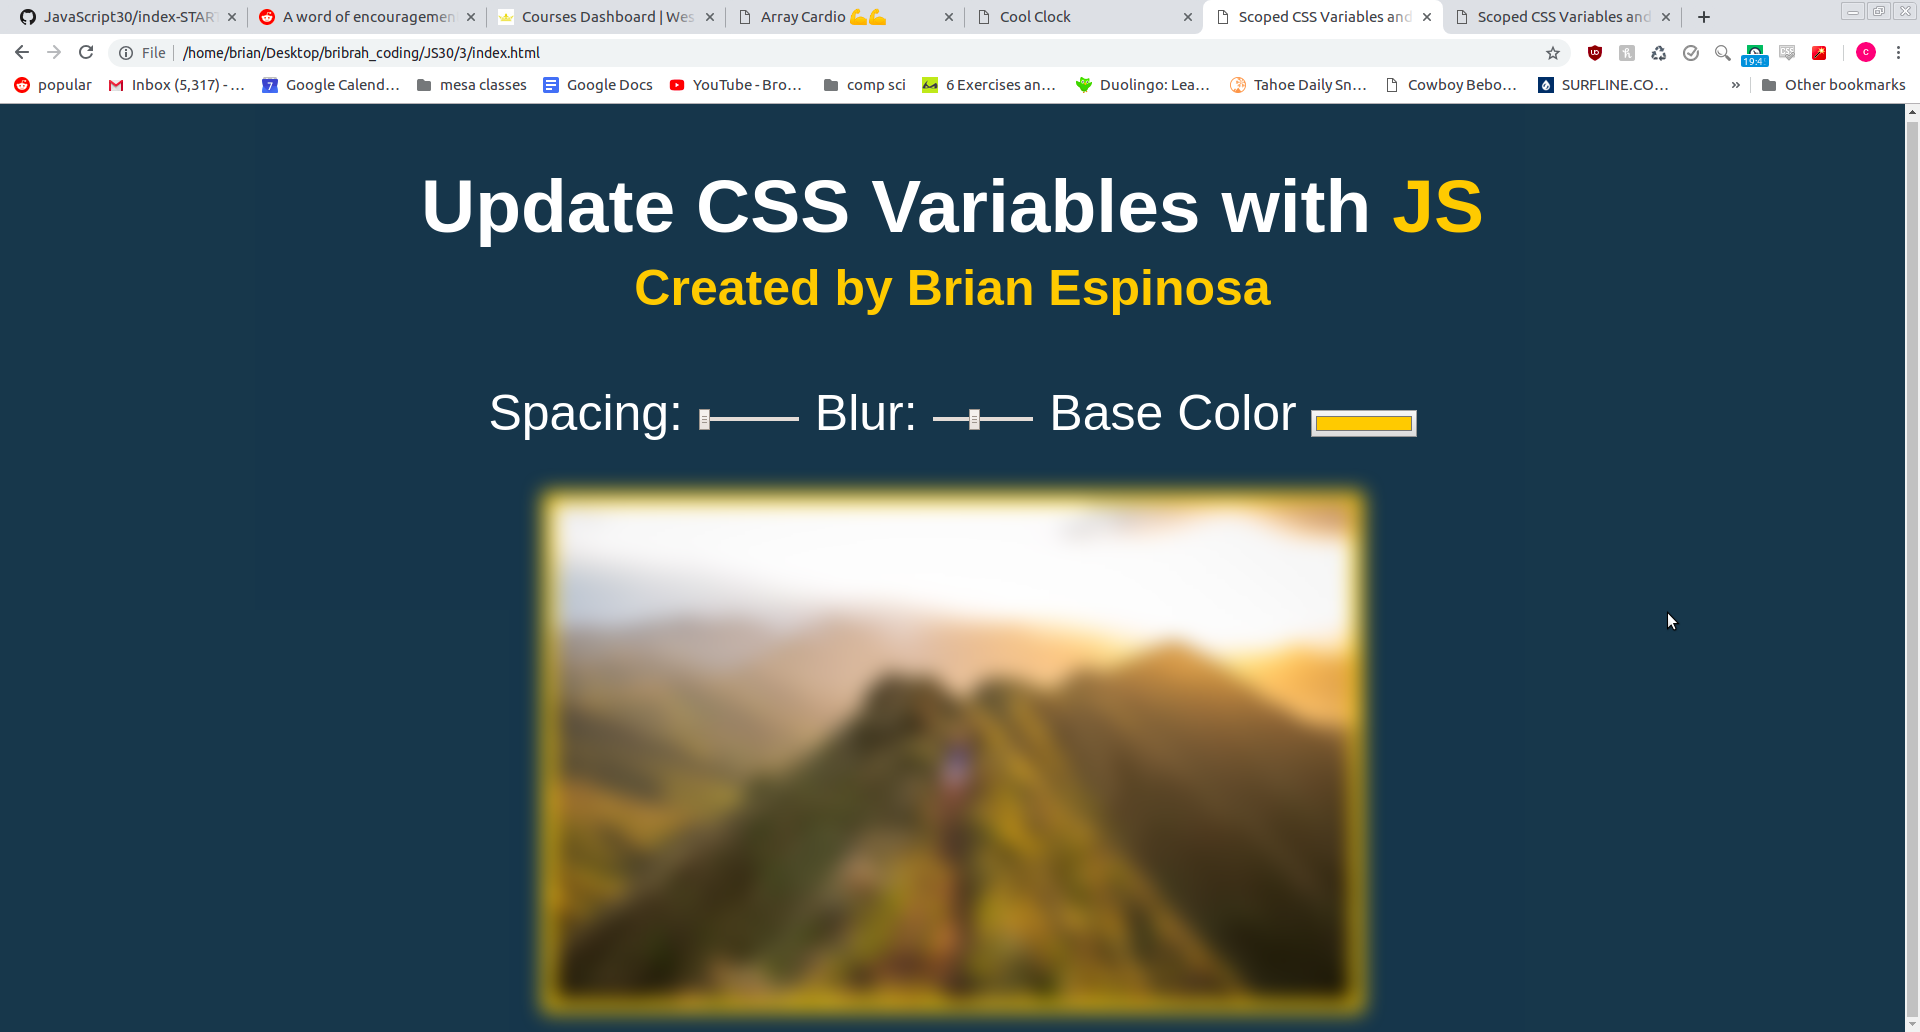 JavaScript30/index-START
A word of encouragemen
Courses Dashboard | Wes
Array Cardio 💪💪
Cool Clock
Scoped CSS Variables and
Scoped CSS Variables and
File /home/brian/Desktop/bribrah_coding/JS30/3/index.html
19:4
C
popular
Inbox (5,317) - ...
7 Google Calend...
mesa classes
Google Docs
YouTube - Bro...
comp sci
6 Exercises an...
Duolingo: Lea...
Tahoe Daily Sn...
Cowboy Bebo...
SURFLINE.CO...
» Other bookmarks
Update CSS Variables with JS
Created by Brian Espinosa
Spacing: Blur: Base Color